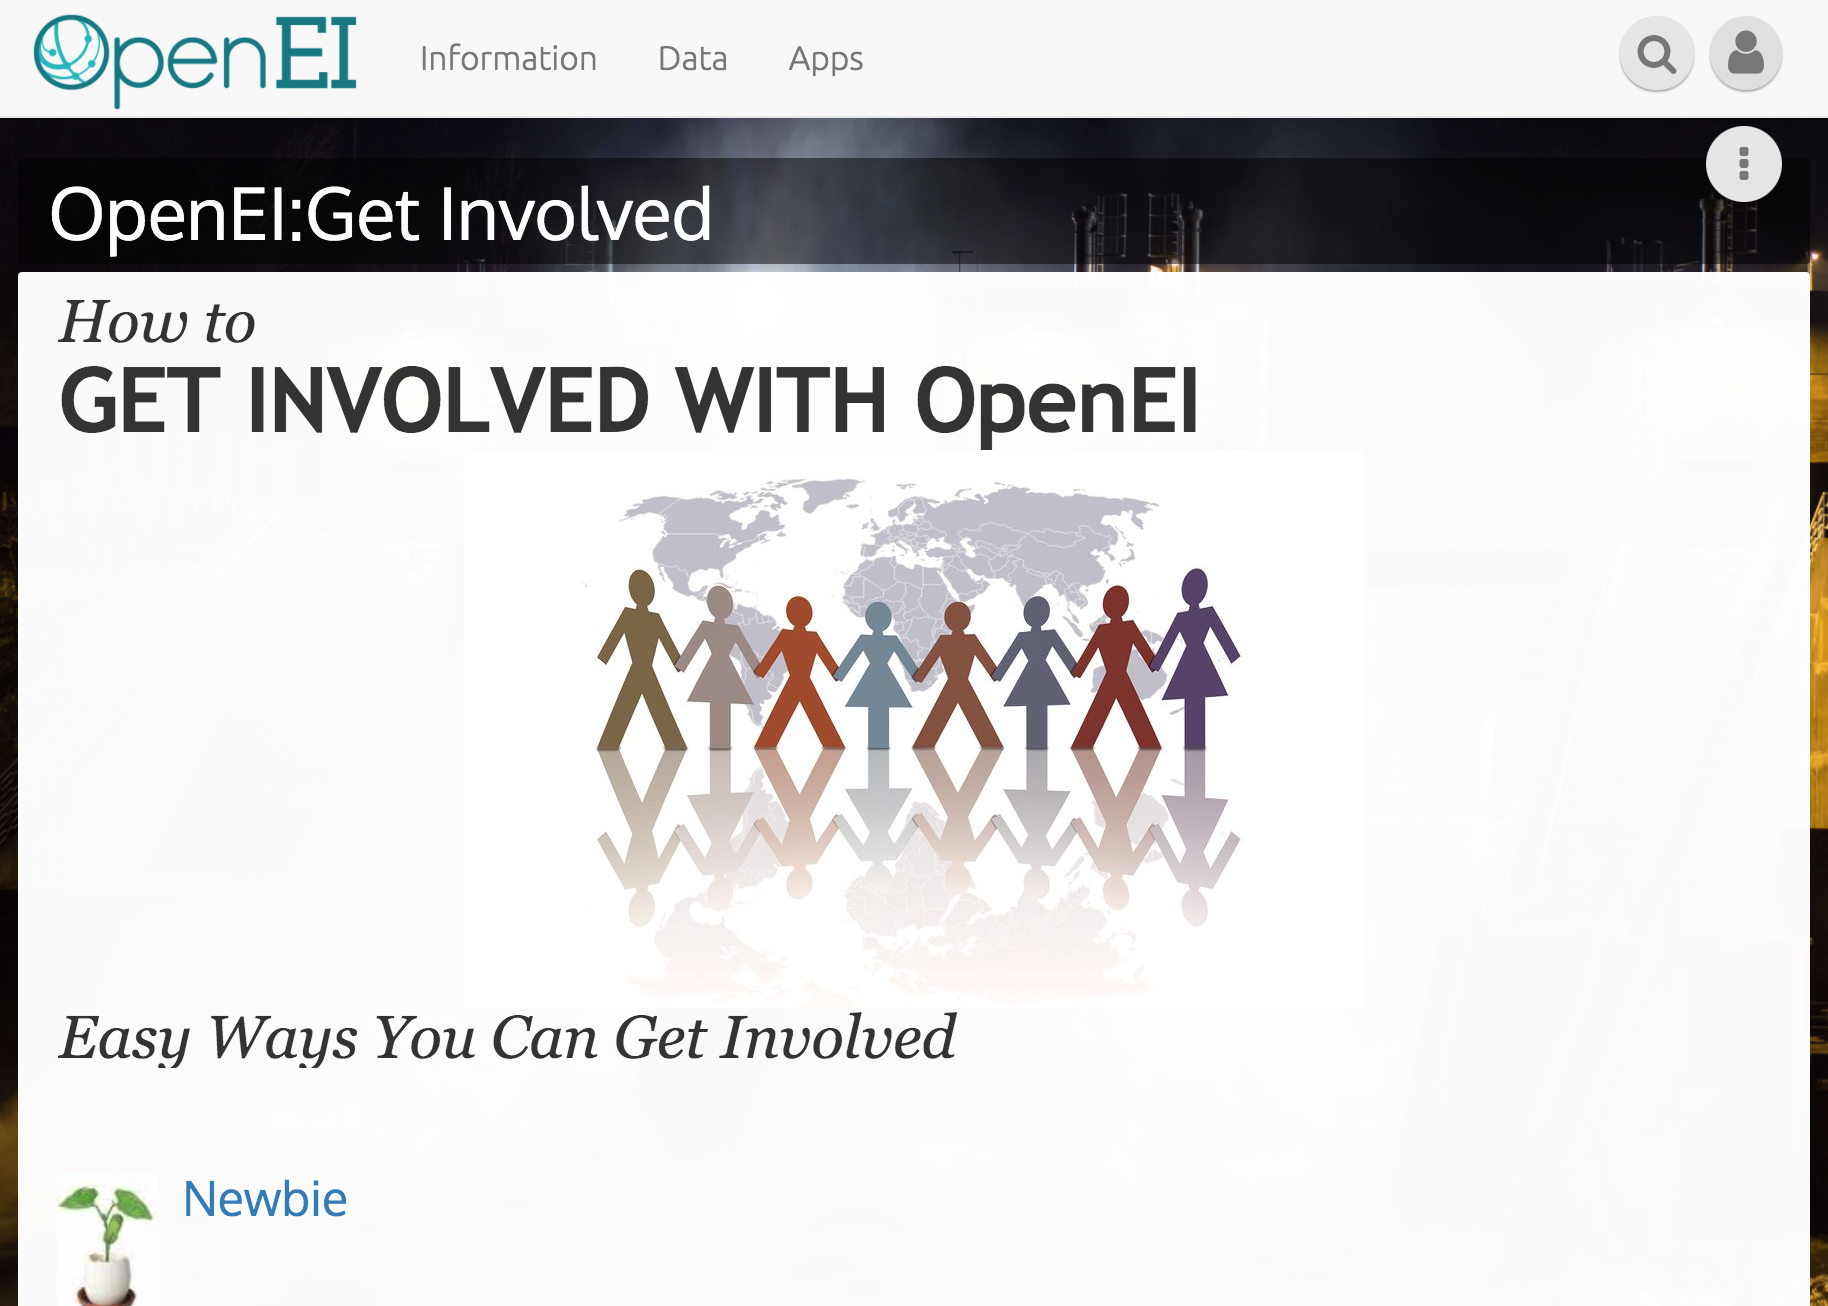 OpenEI
Information
Data
Apps
OpenEI:Get Involved
How to
GET INVOLVED WITH OpenEI
Easy Ways You Can Get Involved
Newbie